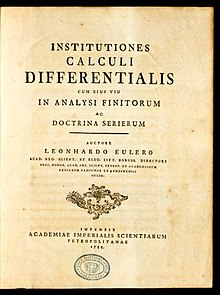 INSTITUTIONES
CALCULI
DIFFERENTIALIS
CUM EIUS VSU
IN ANALYSI FINITORUM
AC
DOCTRINA SERIERUM
AUCTORE
LEONHARDO EULERO
ACAD. REG. SCIENT. ET ELEG. LITT. BORUSS. DIRECTORE
PROF. HONOR. ACAD. IMP. SCIENT. PETROP. ET ACADEMIARUM
REGIARUM PARISINAE ET LONDINENSIS
SOCIO.
IMPENSIS
ACADEMIAE IMPERIALIS SCIENTIARUM
PETROPOLITANAE
1755.